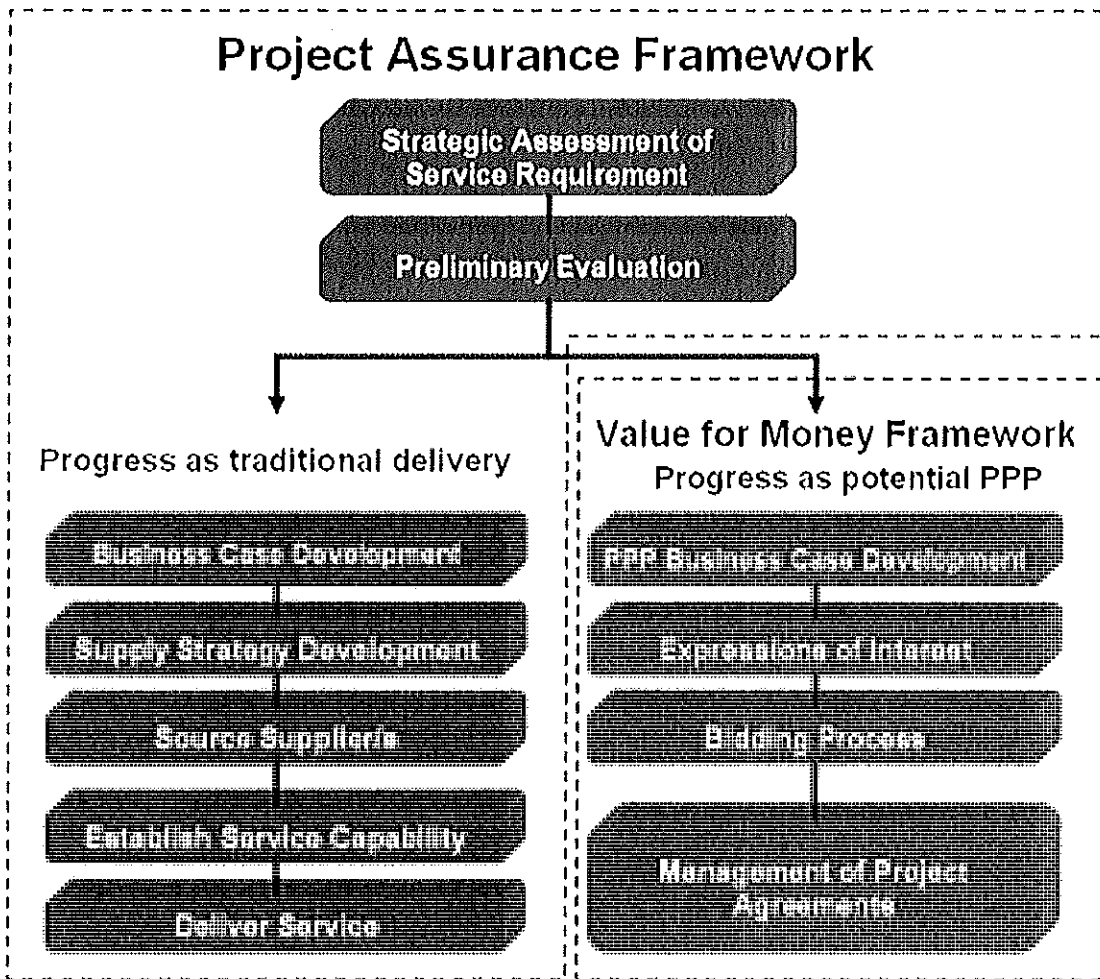 Project Assurance Framework
Strategic Assessment of
Service Requirement
Preliminary Evaluation
Progress as traditional delivery
Business Case Development
Supply Strategy Development
Source Supplier/s
Establish Service Capability
Deliver Service
Value for Money Framework
Progress as potential PPP
PPP Business Case Development
Expressions of Interest
Bidding Process
Management of Project
Agreements